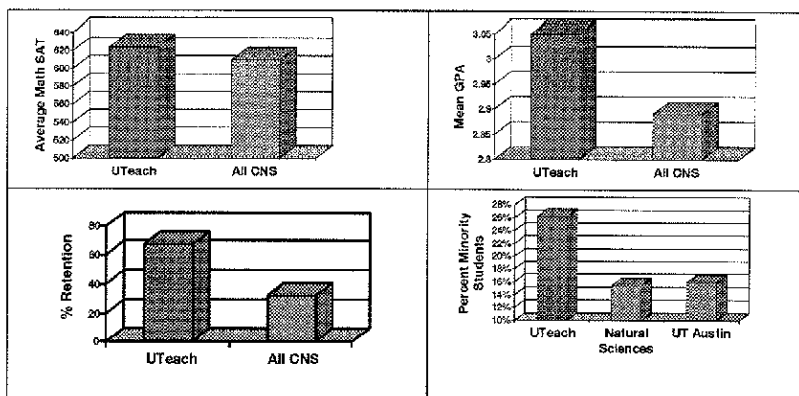 Average Math SAT
640
620
600
580
560
540
520
500
UTeach
All CNS
Mean GPA
3.05
3
2.95
2.9
2.85
2.8
UTeach
All CNS
% Retention
80
60
40
20
0
UTeach
All CNS
Percent Minority
Students
28%
26%
24%
22%
20%
18%
16%
14%
12%
10%
UTeach
Natural
Sciences
UT Austin